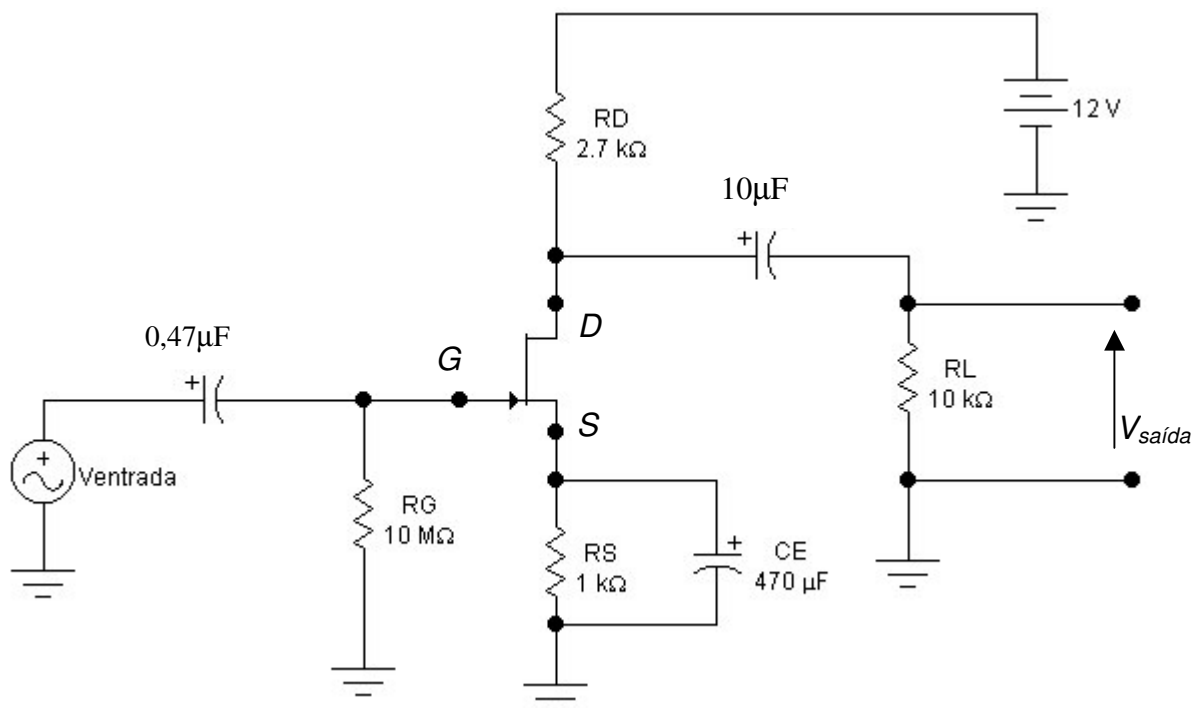 RD
2.7 kΩ
12 V
10µF
D
0,47µF
G
S
RL
10 kΩ
Vsaída
Ventrada
RG
10 MΩ
RS
1 kΩ
CE
470 µF